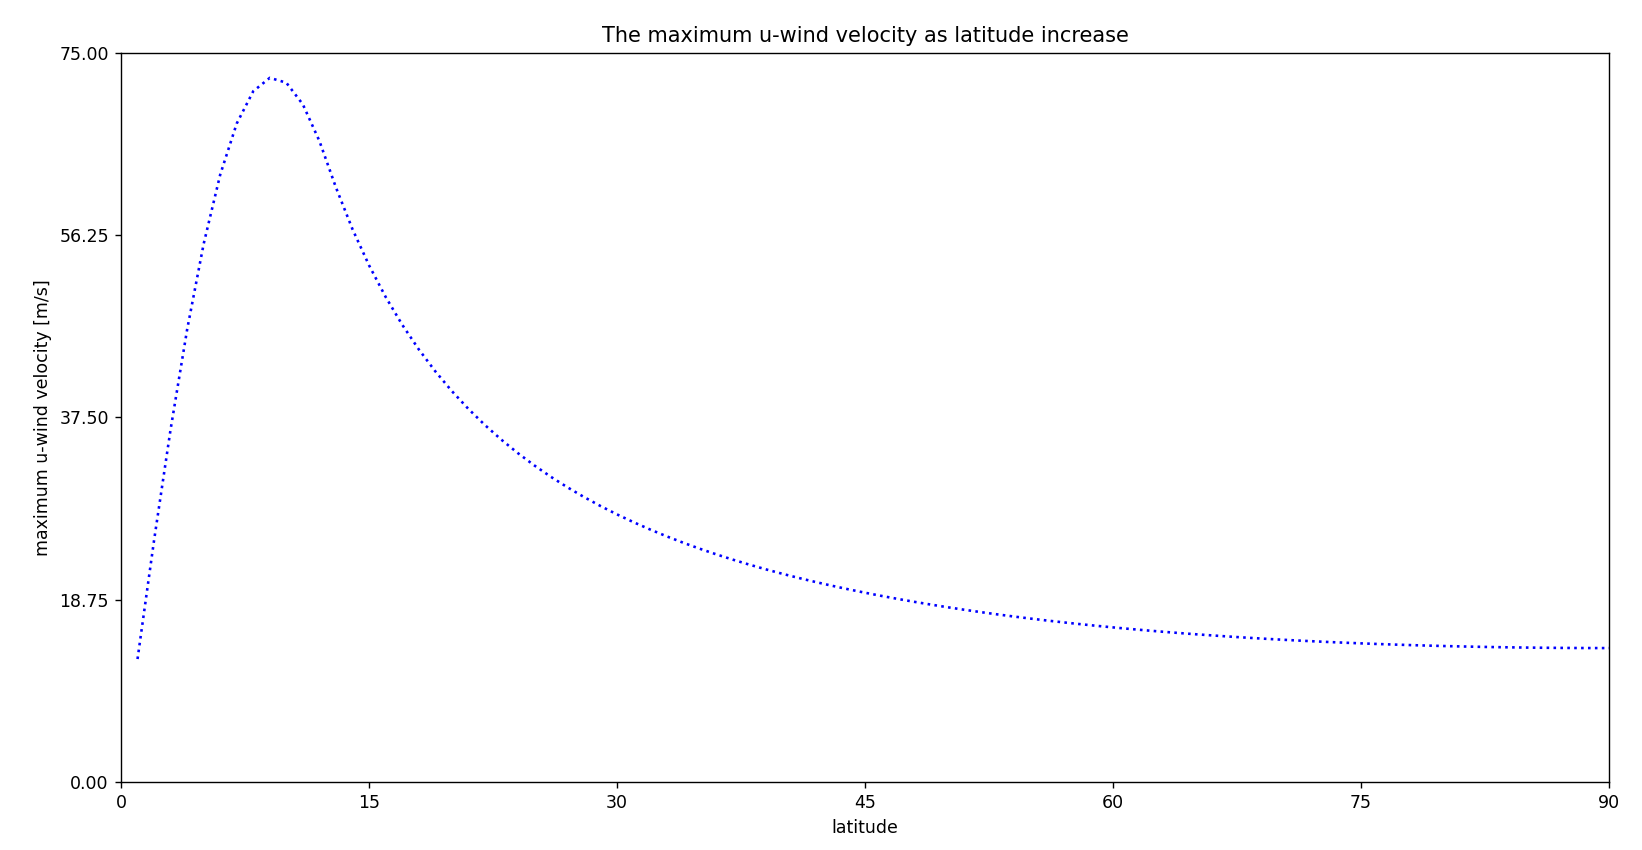 The maximum u-wind velocity as latitude increase
75.00
56.25
37.50
18.75
0.00
maximum u-wind velocity [m/s]
0 15 30 45 60 75 90
latitude